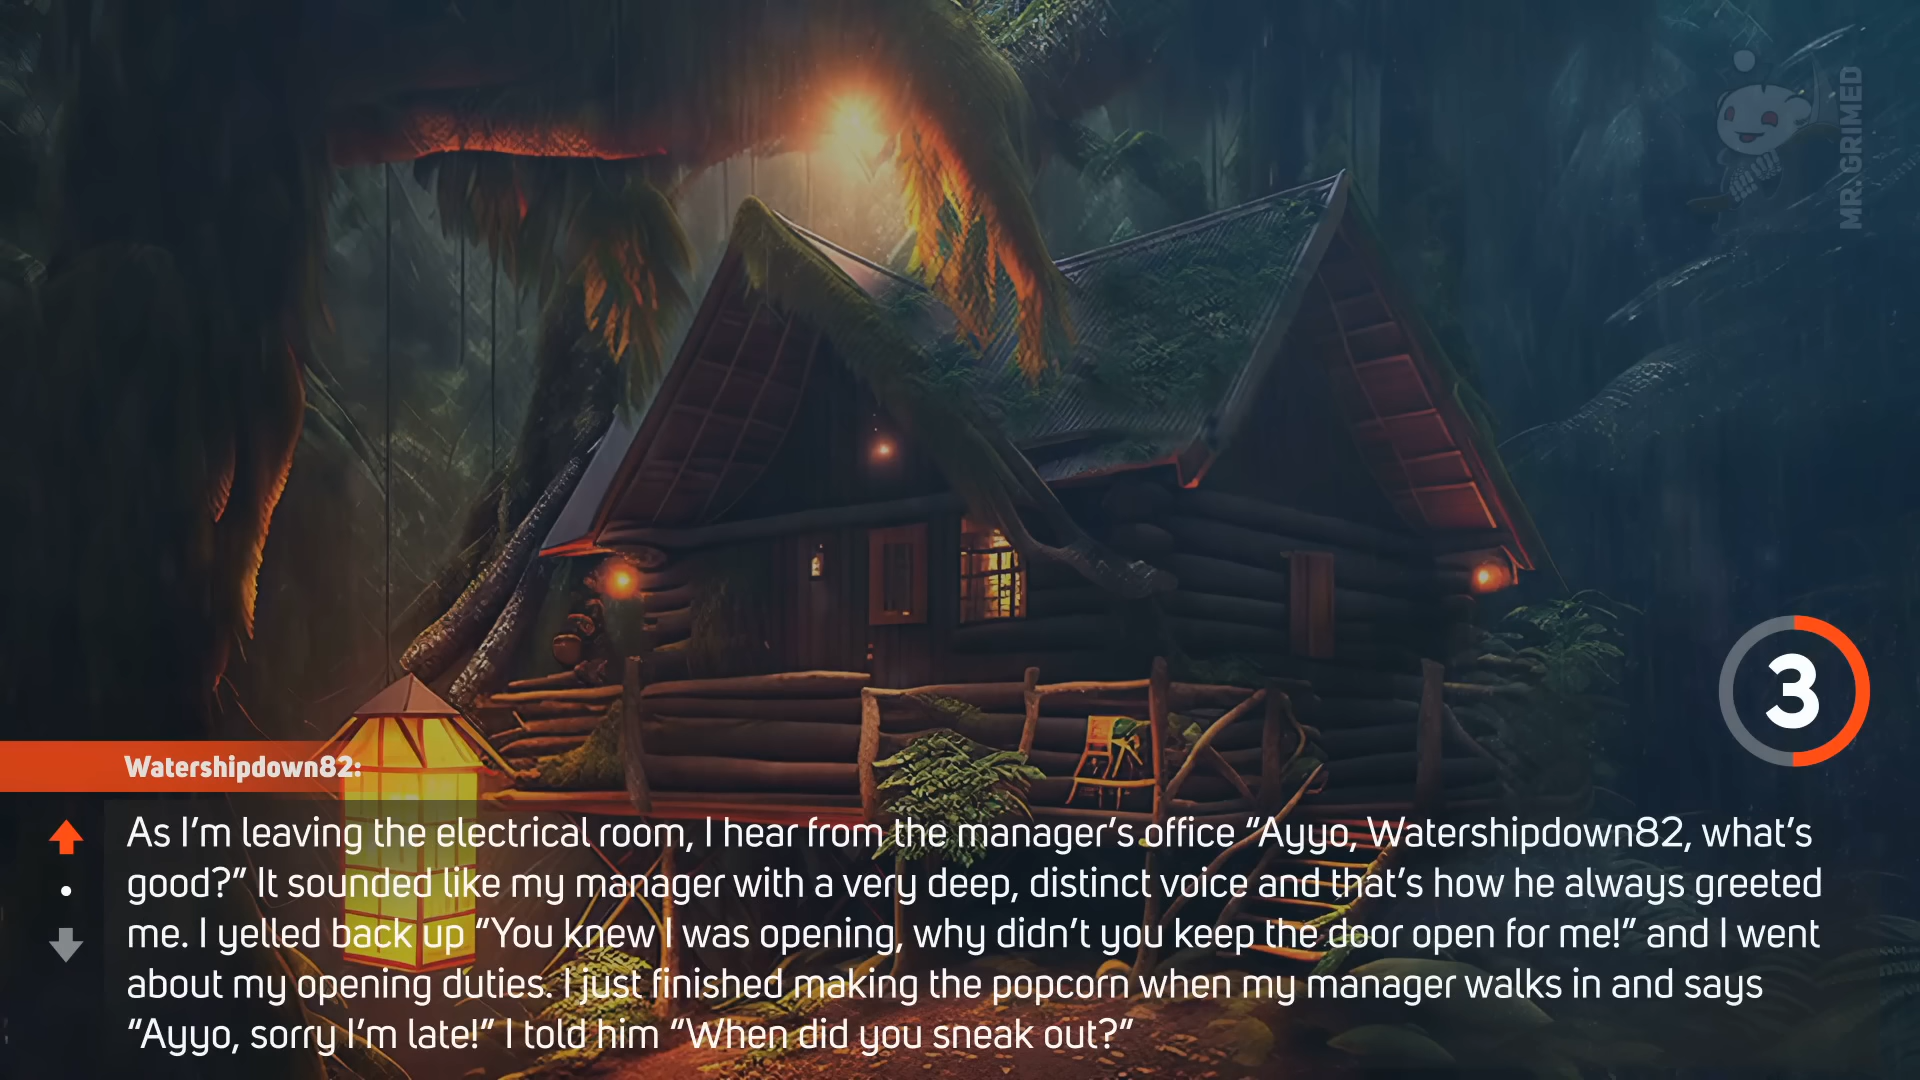 MR.GRIMED
3
Watershipdown82:
As I’m leaving the electrical room, I hear from the manager’s office “Ayyo, Watershipdown82, what’s
good?” It sounded like my manager with a very deep, distinct voice and that’s how he always greeted
me. I yelled back up “You knew I was opening, why didn’t you keep the door open for me!” and I went
about my opening duties. I just finished making the popcorn when my manager walks in and says
“Ayyo, sorry I’m late!” I told him “When did you sneak out?”